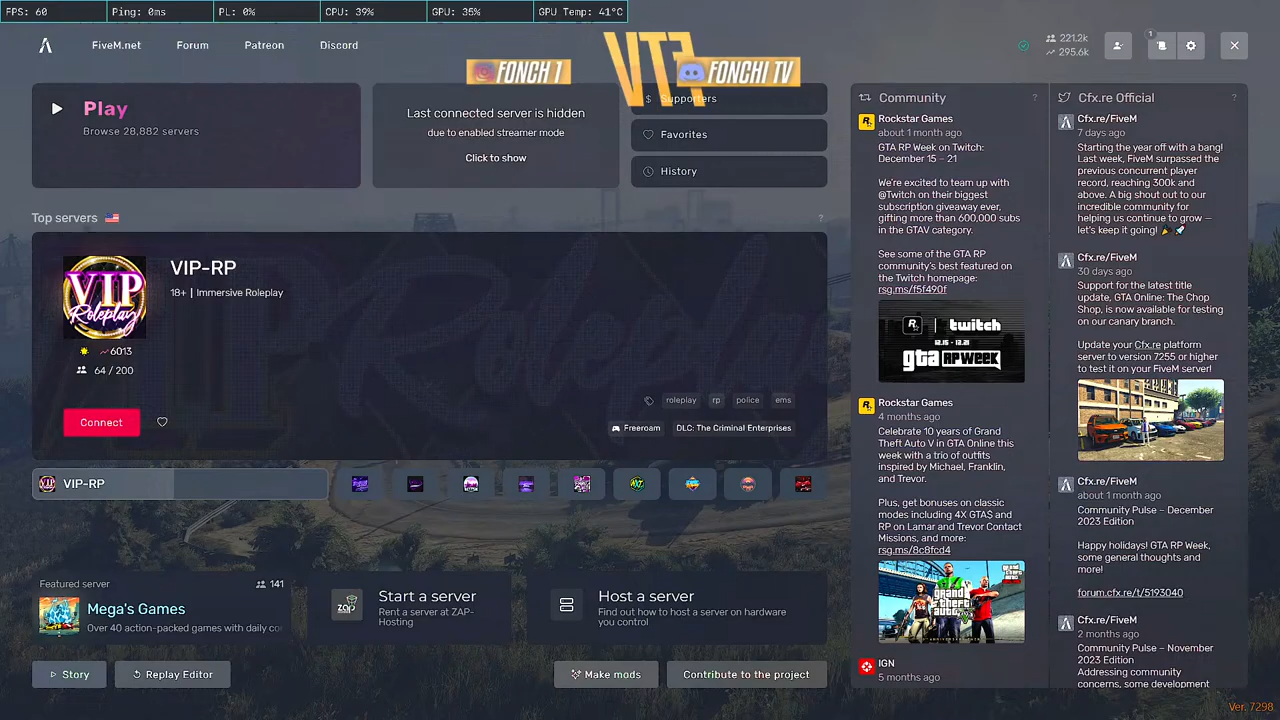 FPS: 60
Ping: 0ms
PL: 0%
CPU: 39%
GPU: 35%
GPU Temp: 41°C
FiveM.net
Forum
Patreon
Discord
VT7
FONCH 1
FONCHI TV
1
221.2k
295.6k
Play
Browse 28,882 servers
Last connected server is hidden
due to enabled streamer mode
Click to show
Supporters
Favorites
History
Top servers
?
VIP
Roleplay
VIP-RP
18+ | Immersive Roleplay
6013
64 / 200
Connect
roleplay
rp
police
ems
Freeroam
DLC: The Criminal Enterprises
VIP-RP
Featured server
141
Mega's Games
Over 40 action-packed games with daily co
ZAP
Start a server
Rent a server at ZAP-
Hosting
Host a server
Find out how to host a server on hardware
you control
Story
Replay Editor
Make mods
Contribute to the project
Community
?
Rockstar Games
about 1 month ago
GTA RP Week on Twitch:
December 15 – 21
We're excited to team up with
@Twitch on their biggest
subscription giveaway ever,
gifting more than 600,000 subs
in the GTAV category.
See some of the GTA RP
community's best featured on
the Twitch homepage:
rsg.ms/f5f490f
twitch
12.15 - 12.21
gta RP WEEK
Rockstar Games
4 months ago
Celebrate 10 years of Grand
Theft Auto V in GTA Online this
week with a trio of outfits
inspired by Michael, Franklin,
and Trevor.
Plus, get bonuses on classic
modes including 4X GTA$ and
RP on Lamar and Trevor Contact
Missions, and more:
rsg.ms/8c8fcd4
grand
theft
auto
IGN
5 months ago
Cfx.re Official
?
Cfx.re/FiveM
7 days ago
Starting the year off with a bang!
Last week, FiveM surpassed the
previous concurrent player
record, reaching 300k and
above. A big shout out to our
incredible community for
helping us continue to grow —
let's keep it going! 🎉 🚀
Cfx.re/FiveM
30 days ago
Support for the latest title
update, GTA Online: The Chop
Shop, is now available for testing
on our canary branch.
Update your Cfx.re platform
server to version 7255 or higher
to test it on your FiveM server!
Cfx.re/FiveM
about 1 month ago
Community Pulse – December
2023 Edition
Happy holidays! GTA RP Week,
some general thoughts and
more!
forum.cfx.re/t/5193040
Cfx.re/FiveM
2 months ago
Community Pulse – November
2023 Edition
Addressing community
concerns, some development
Ver. 7298